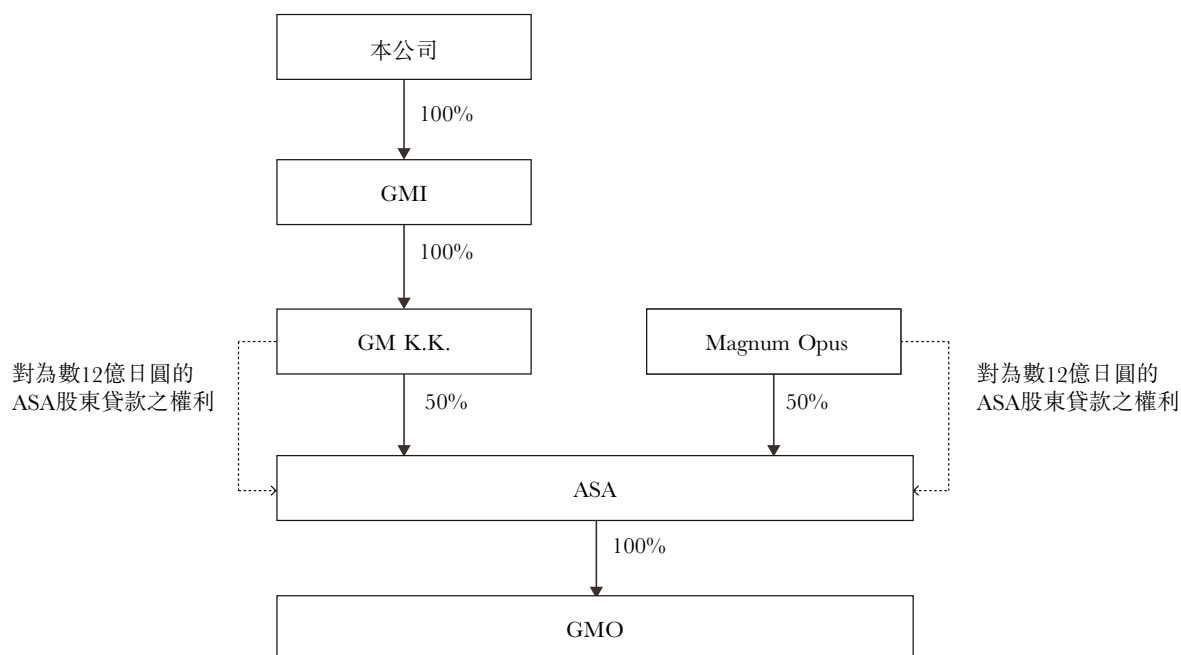 本公司
100%
GMI
100%
GM K.K.
Magnum Opus
對為數12億日圓的
ASA股東貸款之權利
50%
50%
對為數12億日圓的
ASA股東貸款之權利
ASA
100%
GMO